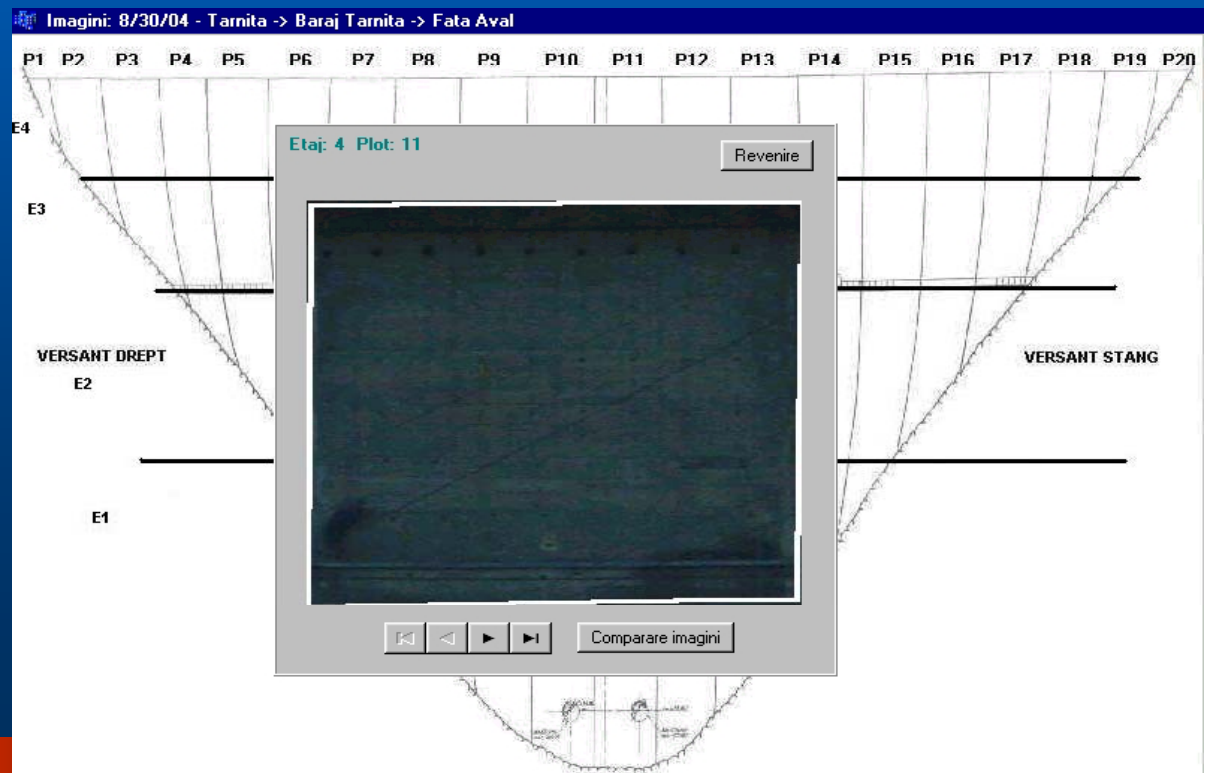 Imagini: 8/30/04 - Tarnita -> Baraj Tarnita -> Fata Aval
P1 P2 P3 P4 P5 P6 P7 P8 P9 P10 P11 P12 P13 P14 P15 P16 P17 P18 P19 P20
E4
Etaj: 4 Plot: 11
Revenire
E3
VERSANT DREPT
VERSANT STANG
E2
E1
Comparare imagini